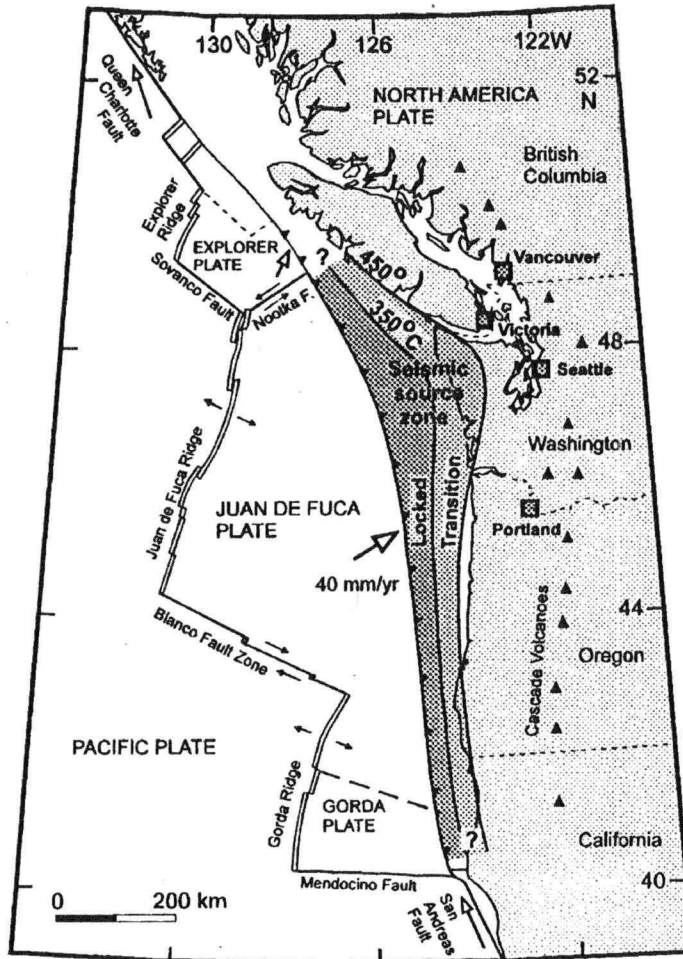 130
126
122W
52
N
Queen
Charlotte
Fault
NORTH AMERICA
PLATE
British
Columbia
Explorer
Ridge
EXPLORER
PLATE
Sovanco Fault
Nootka F.
?
450°
350°C
Vancouver
Victoria
48
Seismic
source
zone
Seattle
Washington
Juan de Fuca Ridge
JUAN DE FUCA
PLATE
Locked
Transition
Portland
40 mm/yr
44
Blanco Fault Zone
Cascade Volcanoes
Oregon
PACIFIC PLATE
Gorda Ridge
GORDA
PLATE
?
California
Mendocino Fault
40
0
200 km
San
Andreas
Fault